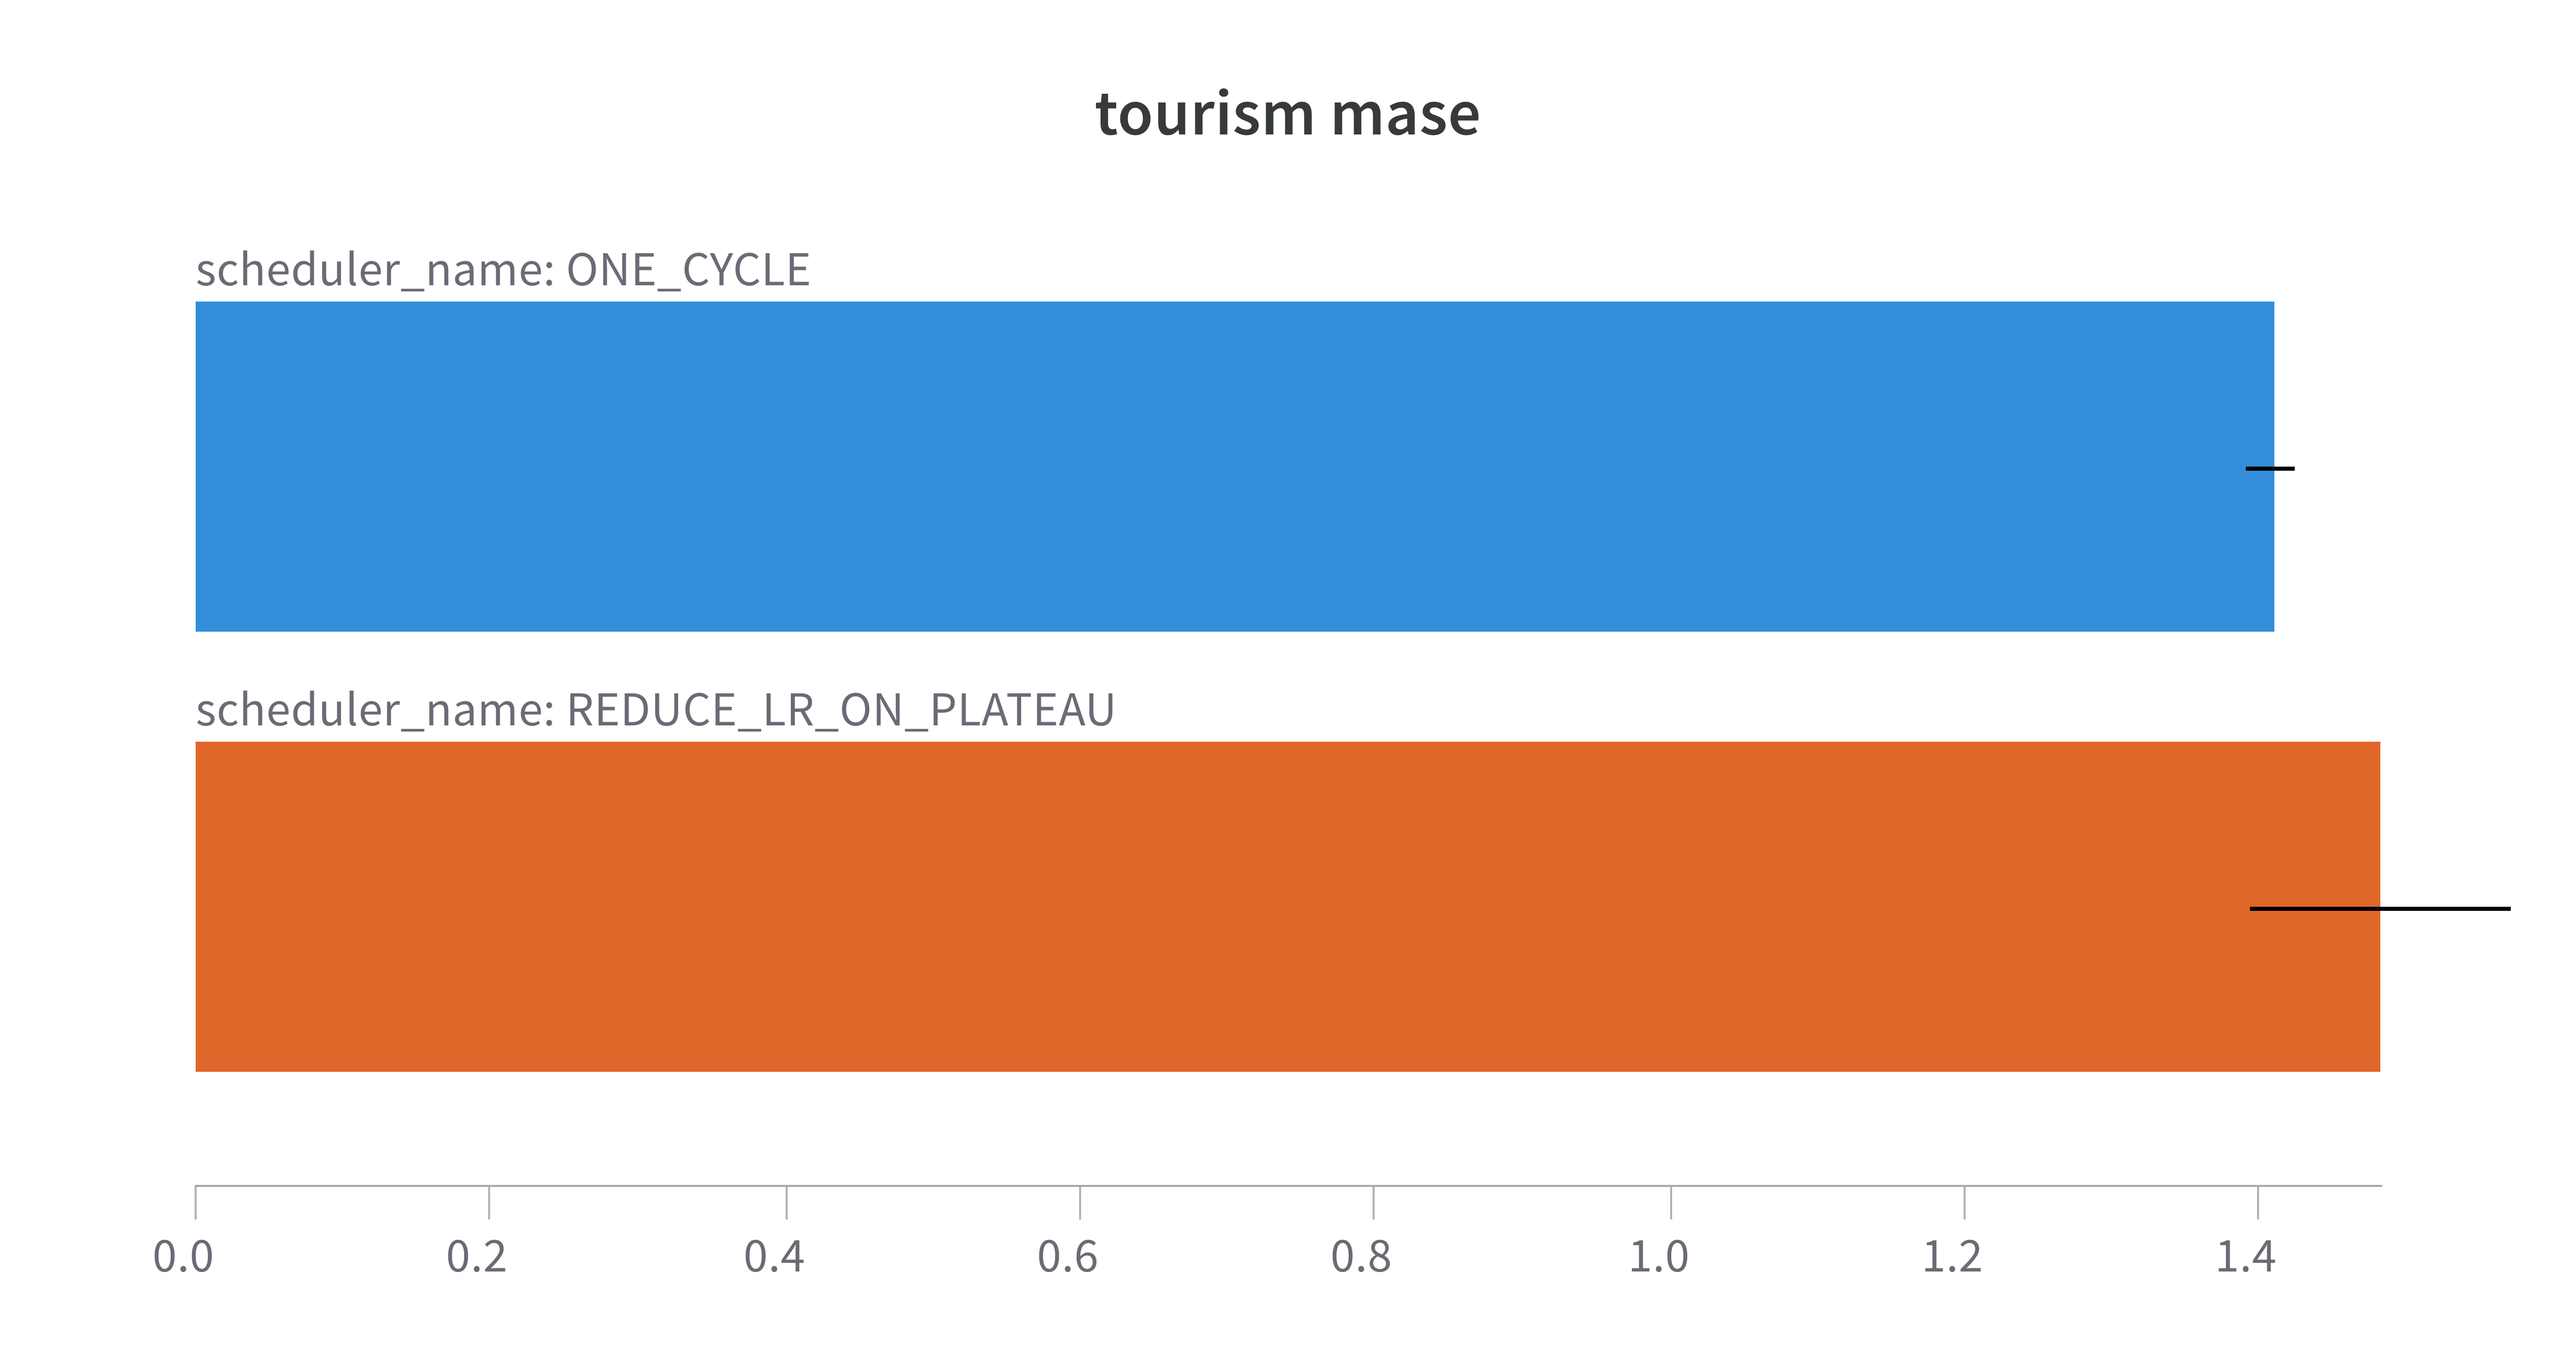 tourism mase
scheduler_name: ONE_CYCLE
scheduler_name: REDUCE_LR_ON_PLATEAU
0.0 0.2 0.4 0.6 0.8 1.0 1.2 1.4